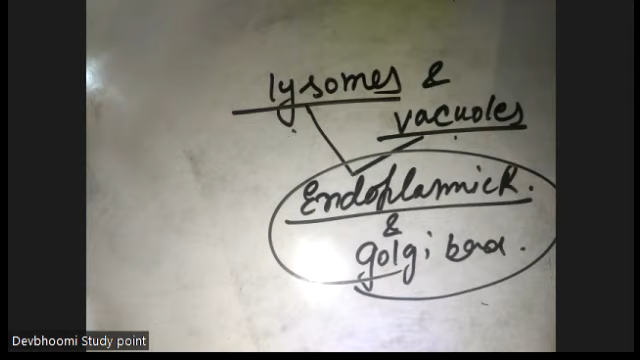 lysomes &
vacuoles
Endoplasmick.
&
golgi
Devbhoomi Study point